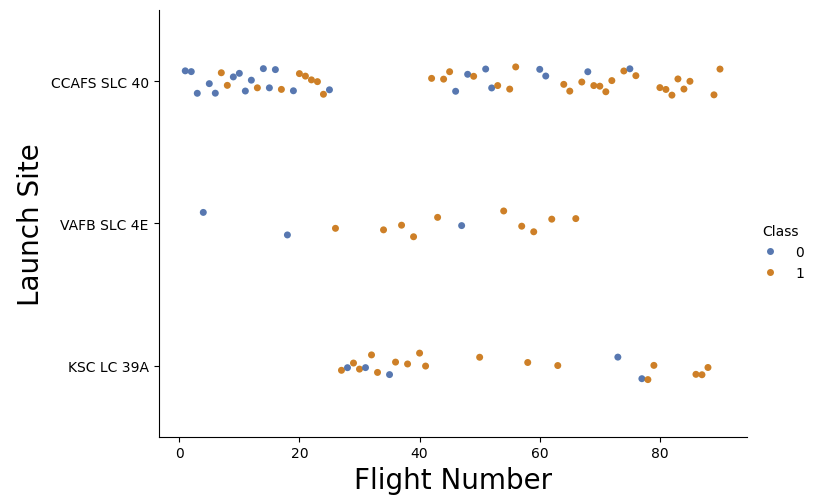 Launch Site
CCAFS SLC 40
VAFB SLC 4E
KSC LC 39A
0
20
40
60
80
Flight Number
Class
0
1